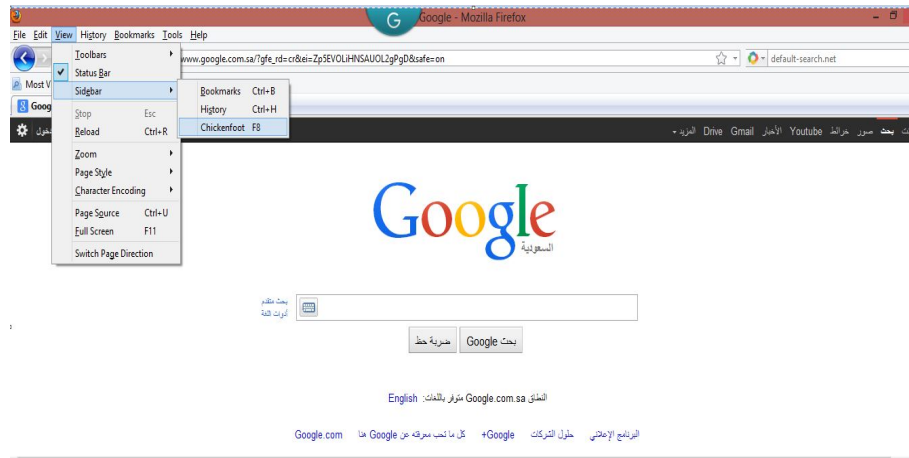 Google - Mozilla Firefox
File Edit View History Bookmarks Tools Help
www.google.com.sa/?gfe_rd=cr&ei=Zp5EVOLiHNSAUOL2gPgD&safe=on
default-search.net
Most V
Goog
Toolbars
Status Bar
Sidebar
Stop Esc
Reload Ctrl+R
Zoom
Page Style
Character Encoding
Page Source Ctrl+U
Full Screen F11
Switch Page Direction
Bookmarks Ctrl+B
History Ctrl+H
Chickenfoot F8
بحث صور خرائط Youtube الأخبار Gmail Drive المزيد
دخول
Google
السعودية
بحث متقدم
أدوات اللغة
بحث Google ضربة حظ
النطاق Google.com.sa متوفر باللغات: English
البرنامج الإعلاني حلول الشركات Google+ كل ما تحب معرفته عن Google هنا Google.com